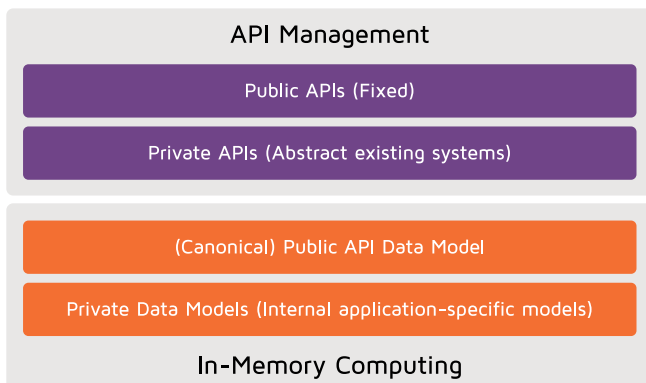 API Management
Public APIs (Fixed)
Private APIs (Abstract existing systems)
(Canonical) Public API Data Model
Private Data Models (Internal application-specific models)
In-Memory Computing